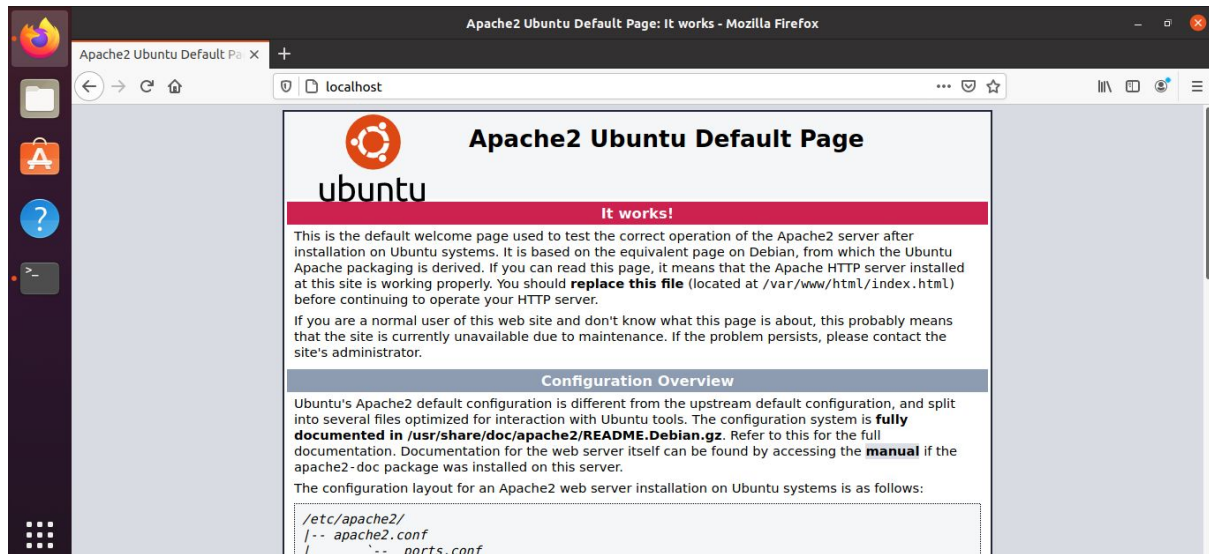 Apache2 Ubuntu Default Page: It works - Mozilla Firefox
Apache2 Ubuntu Default Pa
localhost
ubuntu
Apache2 Ubuntu Default Page
It works!
This is the default welcome page used to test the correct operation of the Apache2 server after
installation on Ubuntu systems. It is based on the equivalent page on Debian, from which the Ubuntu
Apache packaging is derived. If you can read this page, it means that the Apache HTTP server installed
at this site is working properly. You should replace this file (located at /var/www/html/index.html)
before continuing to operate your HTTP server.
If you are a normal user of this web site and don't know what this page is about, this probably means
that the site is currently unavailable due to maintenance. If the problem persists, please contact the
site's administrator.
Configuration Overview
Ubuntu's Apache2 default configuration is different from the upstream default configuration, and split
into several files optimized for interaction with Ubuntu tools. The configuration system is fully
documented in /usr/share/doc/apache2/README.Debian.gz. Refer to this for the full
documentation. Documentation for the web server itself can be found by accessing the manual if the
apache2-doc package was installed on this server.
The configuration layout for an Apache2 web server installation on Ubuntu systems is as follows:
/etc/apache2/
|-- apache2.conf
|       `--  ports.conf